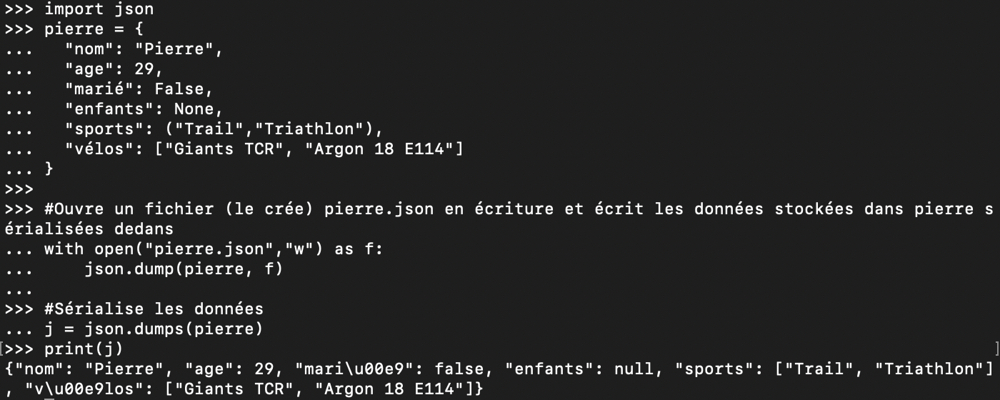 >>> import json
>>> pierre = {
...   "nom": "Pierre",
...   "age": 29,
...   "marié": False,
...   "enfants": None,
...   "sports": ("Trail","Triathlon"),
...   "vélos": ["Giants TCR", "Argon 18 E114"]
... }
>>>
>>> #Ouvre un fichier (le crée) pierre.json en écriture et écrit les données stockées dans pierre s
érialisées dedans
... with open("pierre.json","w") as f:
...     json.dump(pierre, f)
...
>>> #Sérialise les données
... j = json.dumps(pierre)
[>>> print(j)]
{"nom": "Pierre", "age": 29, "mari\u00e9": false, "enfants": null, "sports": ["Trail", "Triathlon"]
, "v\u00e9los": ["Giants TCR", "Argon 18 E114"]}